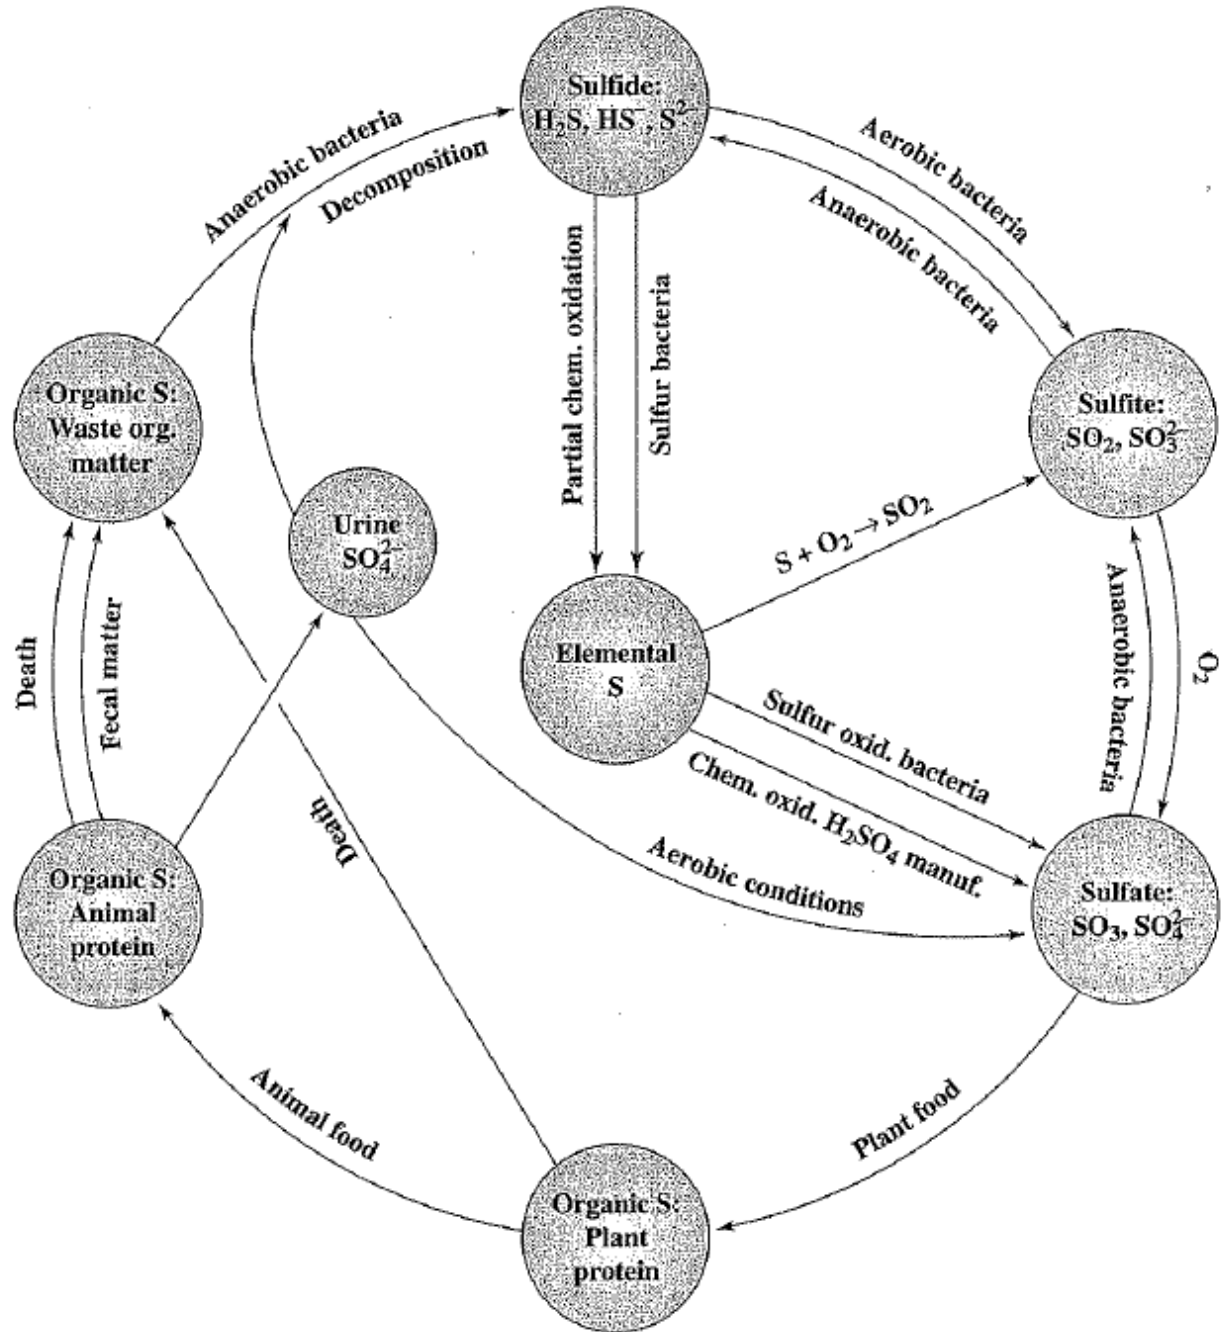 Sulfide:
H₂S, HS⁻, S²⁻
Anaerobic bacteria
Decomposition
Aerobic bacteria
Anaerobic bacteria
Partial chem. oxidation
Sulfur bacteria
Organic S:
Waste org.
matter
Sulfite:
SO₂, SO₃²⁻
Urine
SO₄²⁻
S + O₂ → SO₂
Death
Fecal matter
Elemental
S
Anaerobic bacteria
O₂
Sulfur oxid. bacteria
Chem. oxid. H₂SO₄ manuf.
Death
Aerobic conditions
Organic S:
Animal
protein
Sulfate:
SO₃, SO₄²⁻
Animal food
Plant food
Organic S:
Plant
protein